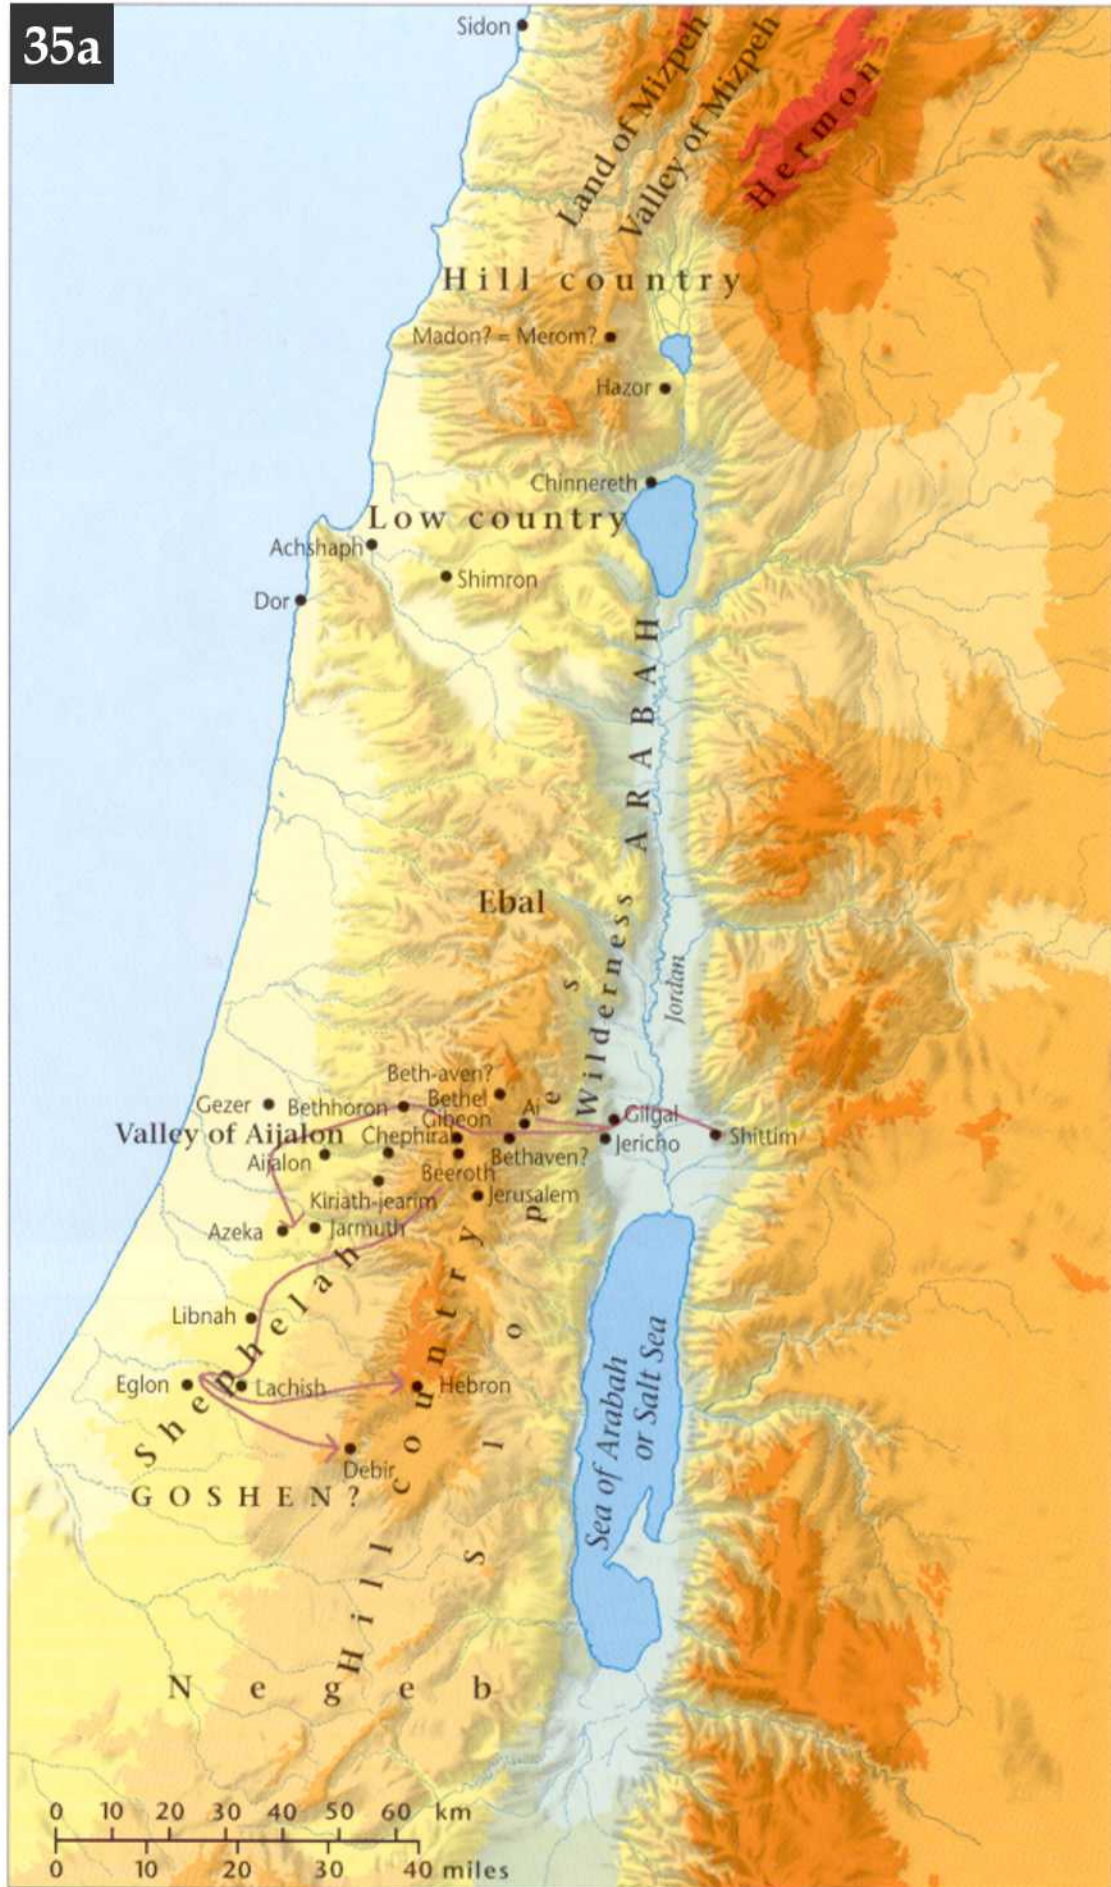 35a
Sidon
Land of Mizpeh
Valley of Mizpeh
Hermon
Hill country
Madon? = Merom?
Hazor
Chinnereth
Low country
Achshaph
Shimron
Dor
ARABAH
Ebal
Wilderness
Jordan
Beth-aven?
Gezer
Bethhoron
Bethel
Ai
Gibeon
Gilgal
Valley of Aijalon
Chephira
Shittim
Jericho
Aijalon
Bethaven?
Beeroth
Kirjath-jearim
Jerusalem
Azeka
Jarmuth
Shephelah
Libnah
Eglon
Lachish
Hebron
Debir
GOSHEN?
Hill country
Slopes
Sea of Arabah
or Salt Sea
Negeb
0 10 20 30 40 50 60 km
0 10 20 30 40 miles